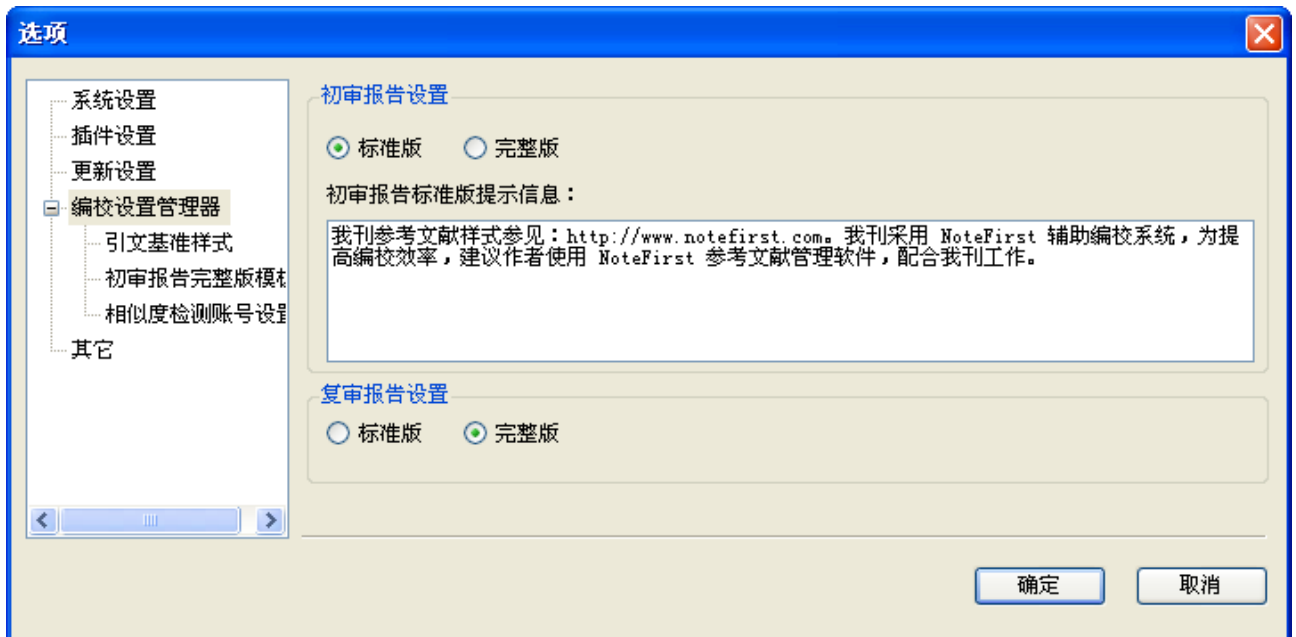 选项
系统设置
插件设置
更新设置
编校设置管理器
引文基准样式
初审报告完整版模
相似度检测账号设
其它
初审报告设置
标准版 完整版
初审报告标准版提示信息：
我刊参考文献样式参见：http://www.notefirst.com。我刊采用 NoteFirst 辅助编校系统，为提
高编校效率，建议作者使用 NoteFirst 参考文献管理软件，配合我刊工作。
复审报告设置
标准版 完整版
确定 取消